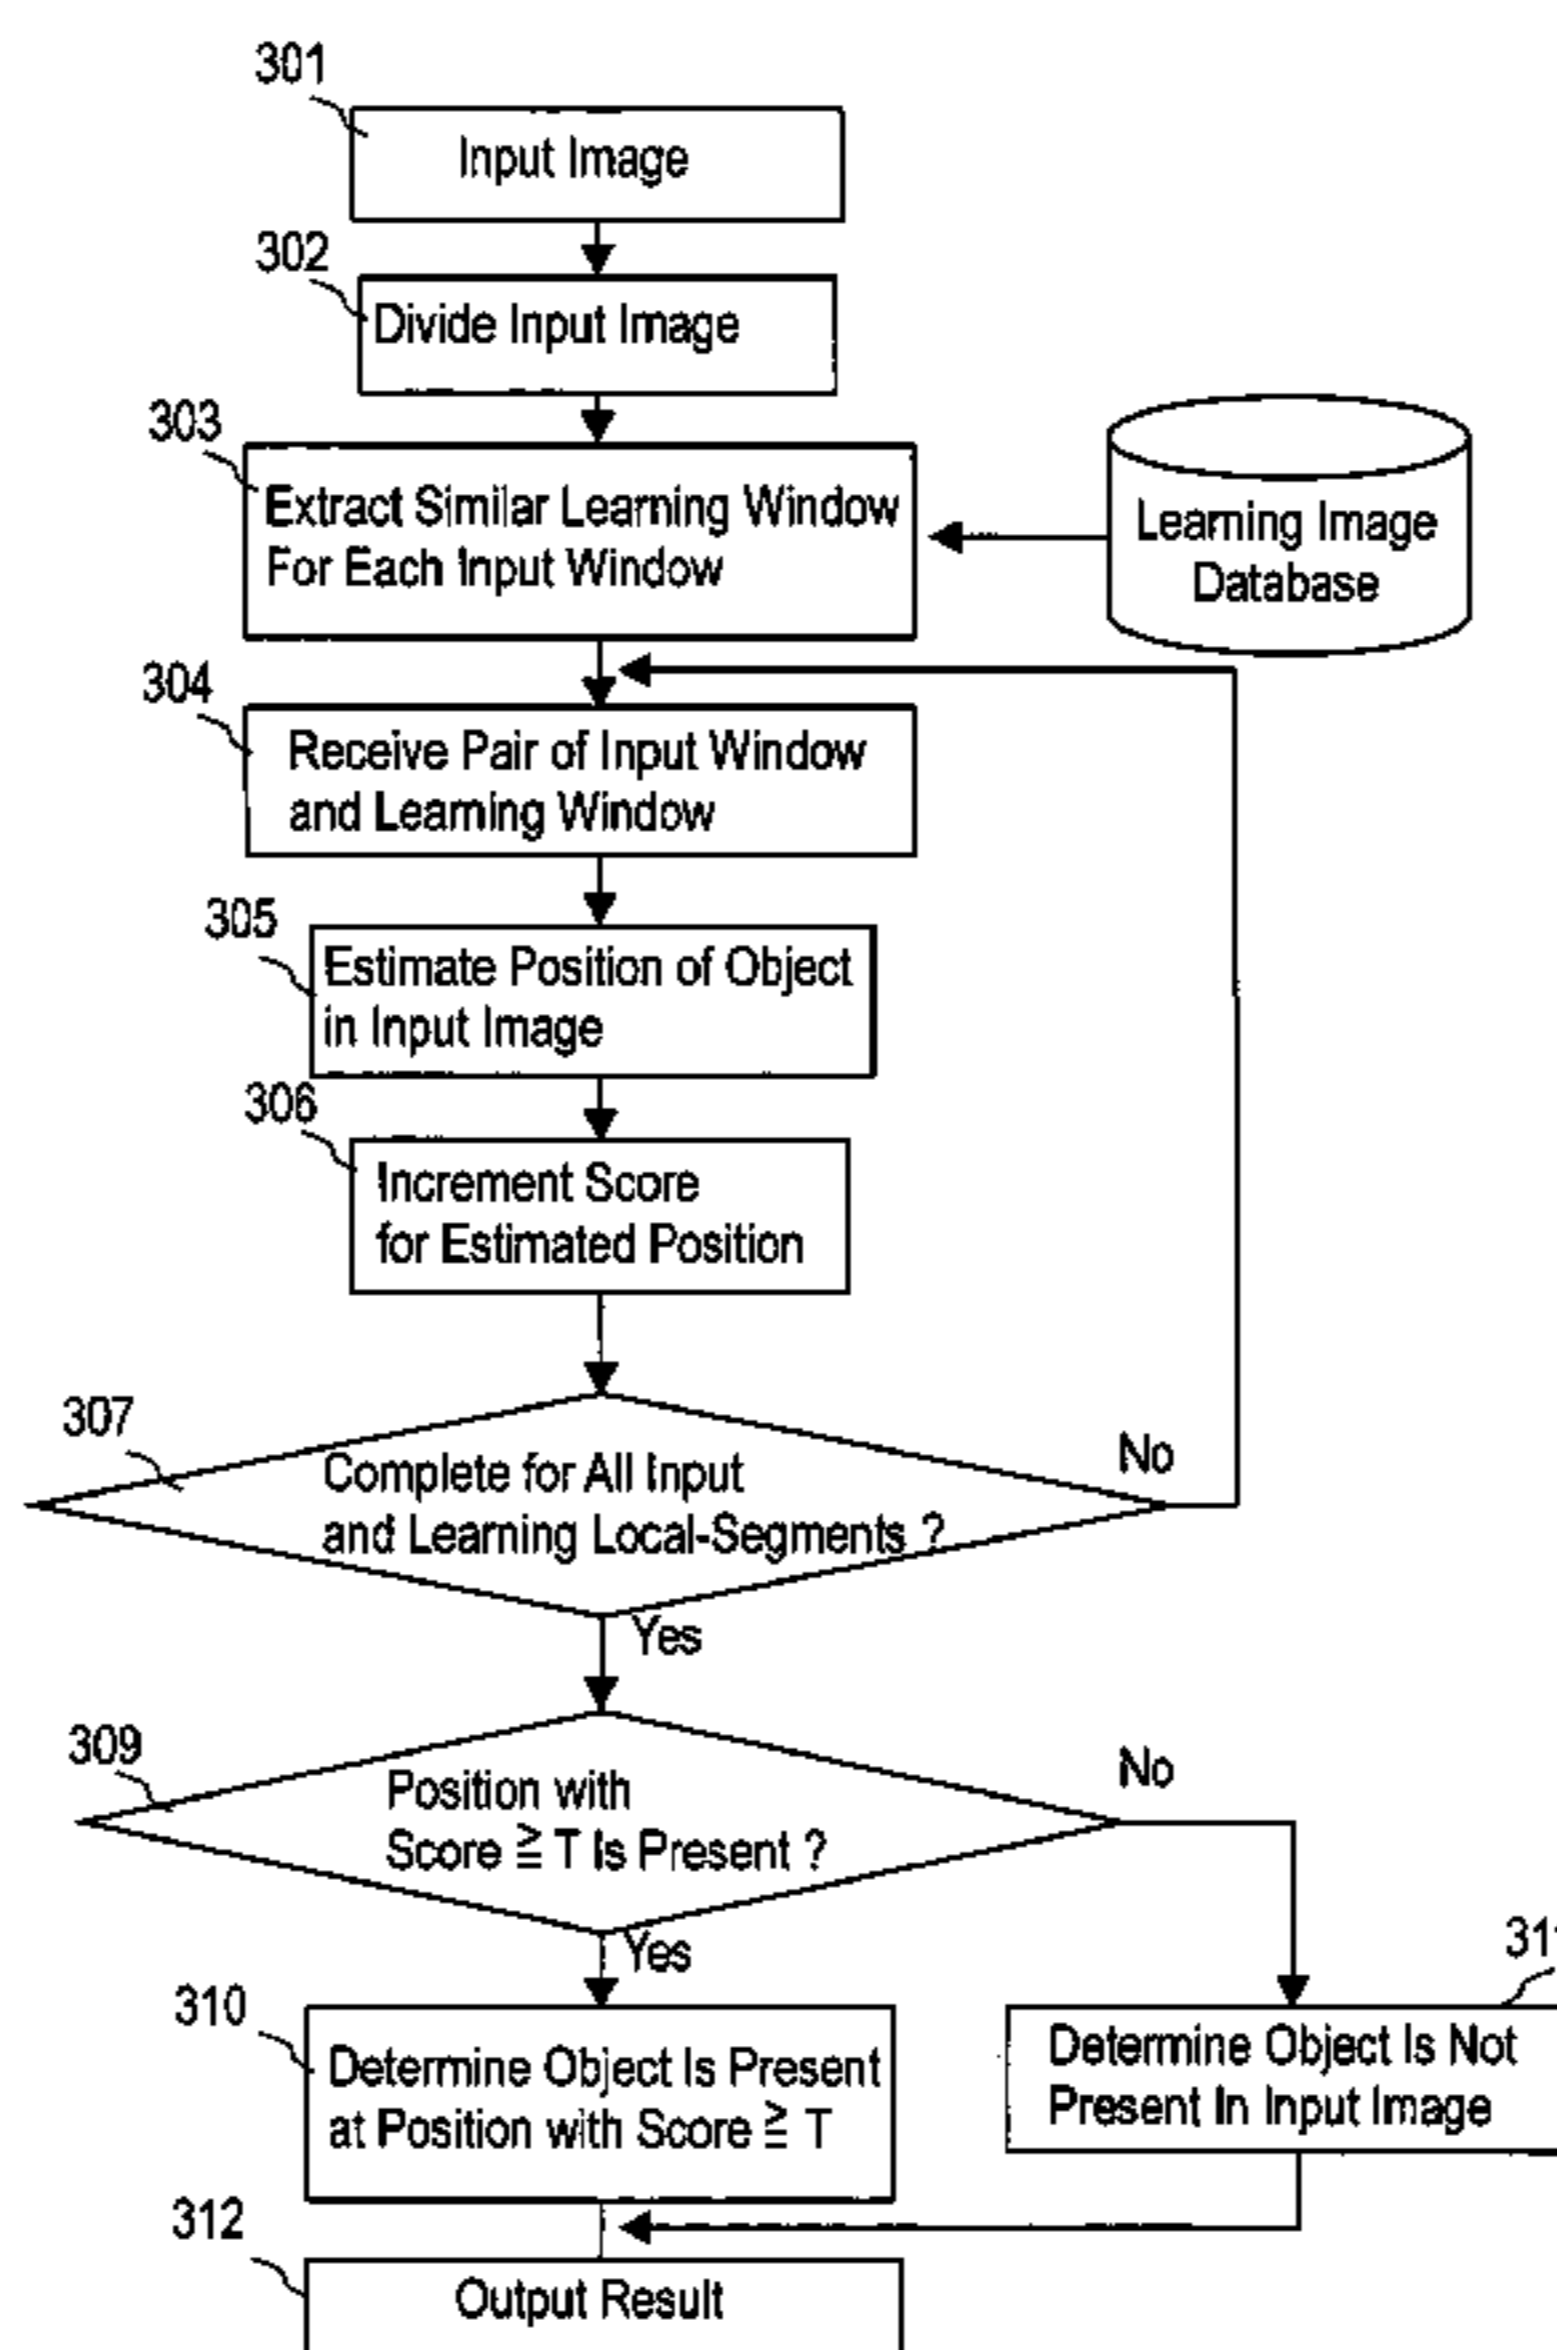 301
Input Image
302
Divide Input Image
303
Extract Similar Learning Window
For Each Input Window
Learning Image
Database
304
Receive Pair of Input Window
and Learning Window
305
Estimate Position of Object
in Input Image
306
Increment Score
for Estimated Position
307
Complete for All Input
and Learning Local-Segments ?
No
Yes
309
Position with
Score ≧ T Is Present ?
No
Yes
310
Determine Object Is Present
at Position with Score ≧ T
Determine Object Is Not
Present In Input Image
312
Output Result